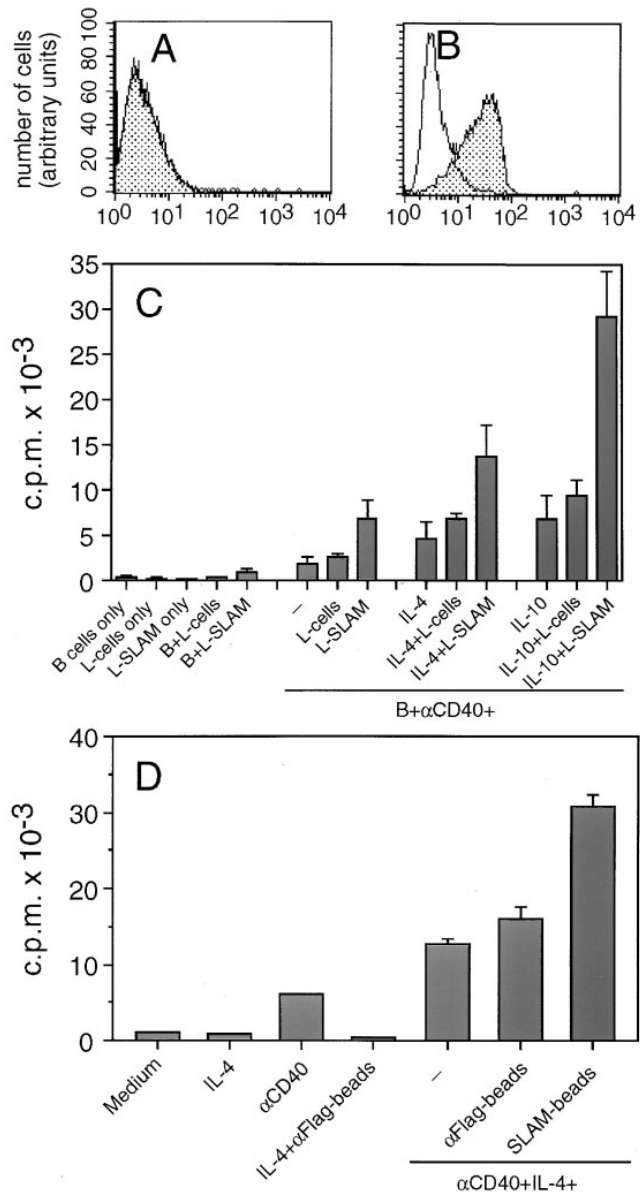 A
B
number of cells
(arbitrary units)
100
80
60
40
20
0
10⁰ 10¹ 10² 10³ 10⁴
10⁰ 10¹ 10² 10³ 10⁴
C
c.p.m. x 10⁻³
35
30
25
20
15
10
5
0
B cells only
L-cells only
L-SLAM only
B+L-cells
B+L-SLAM
–
L-cells
L-SLAM
IL-4
IL-4+L-cells
IL-4+L-SLAM
IL-10
IL-10+L-cells
IL-10+L-SLAM
B+αCD40+
D
c.p.m. x 10⁻³
40
30
20
10
0
Medium
IL-4
αCD40
IL-4+αFlag-beads
–
αFlag-beads
SLAM-beads
αCD40+IL-4+